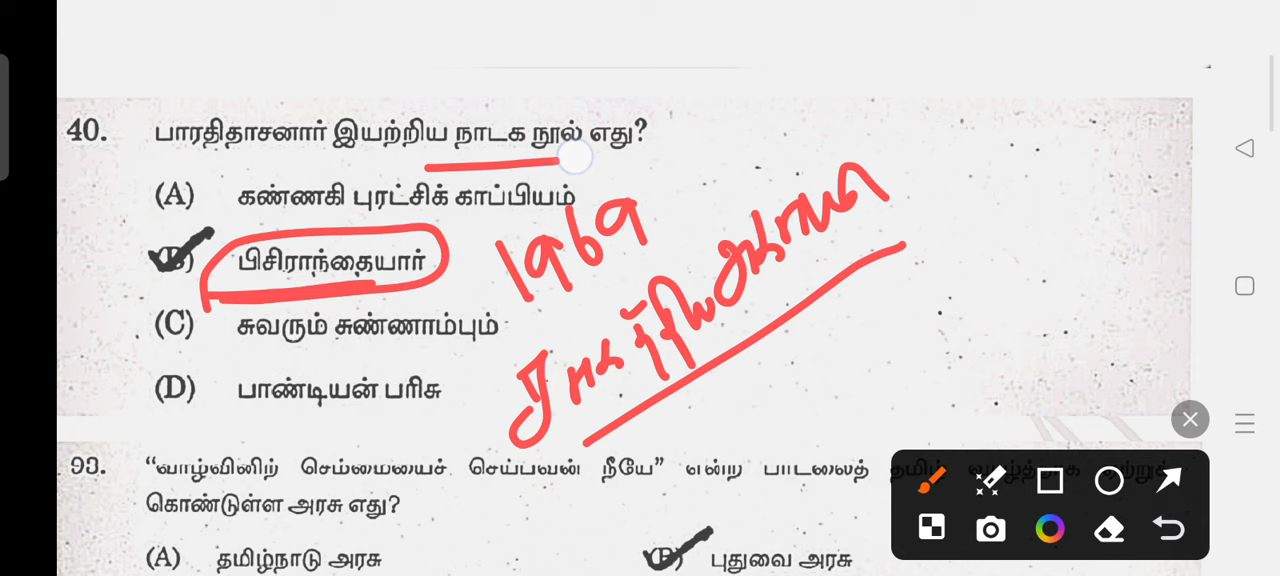 40. பாரதிதாசனார் இயற்றிய நாடக நூல் எது?
(A) கண்ணகி புரட்சிக் காப்பியம்
(B) பிசிராந்தையார்
1969
(C) சுவரும் சுண்ணாம்பும்
(D) பாண்டியன் பரிசு
93. “வாழ்வினிற் செம்மையைச் செய்பவள் நீயே” என்ற பாடலைத் தமிழ்
கொண்டுள்ள அரசு எது?
(A) தமிழ்நாடு அரசு (B) புதுவை அரசு